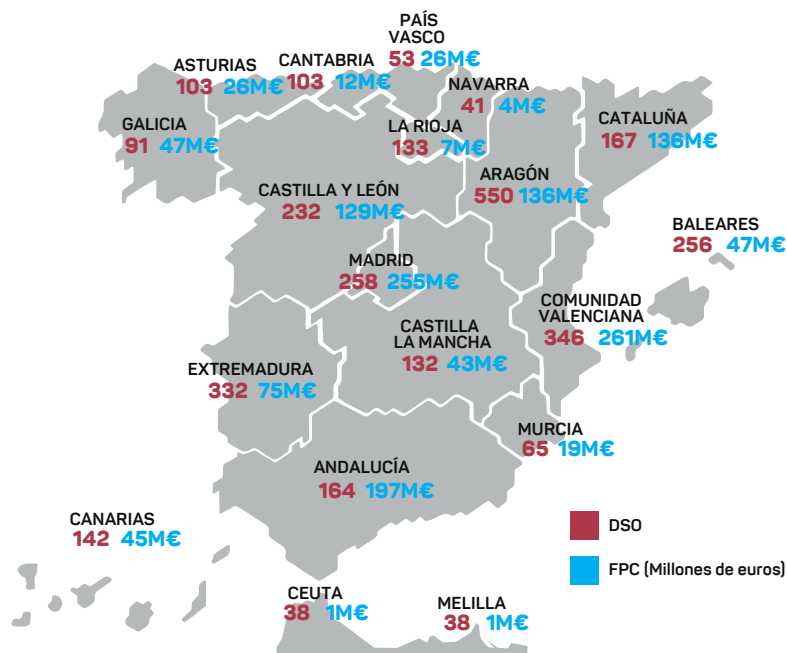 PAÍS
VASCO
53 26M€
ASTURIAS
103 26M€
CANTABRIA
103 12M€
NAVARRA
41 4M€
GALICIA
91 47M€
LA RIOJA
133 7M€
CATALUÑA
167 136M€
ARAGÓN
550 136M€
CASTILLA Y LEÓN
232 129M€
BALEARES
256 47M€
MADRID
258 255M€
COMUNIDAD
VALENCIANA
346 261M€
CASTILLA
LA MANCHA
132 43M€
EXTREMADURA
332 75M€
MURCIA
65 19M€
ANDALUCÍA
164 197M€
CANARIAS
142 45M€
DSO
FPC (Millones de euros)
CEUTA
38 1M€
MELILLA
38 1M€